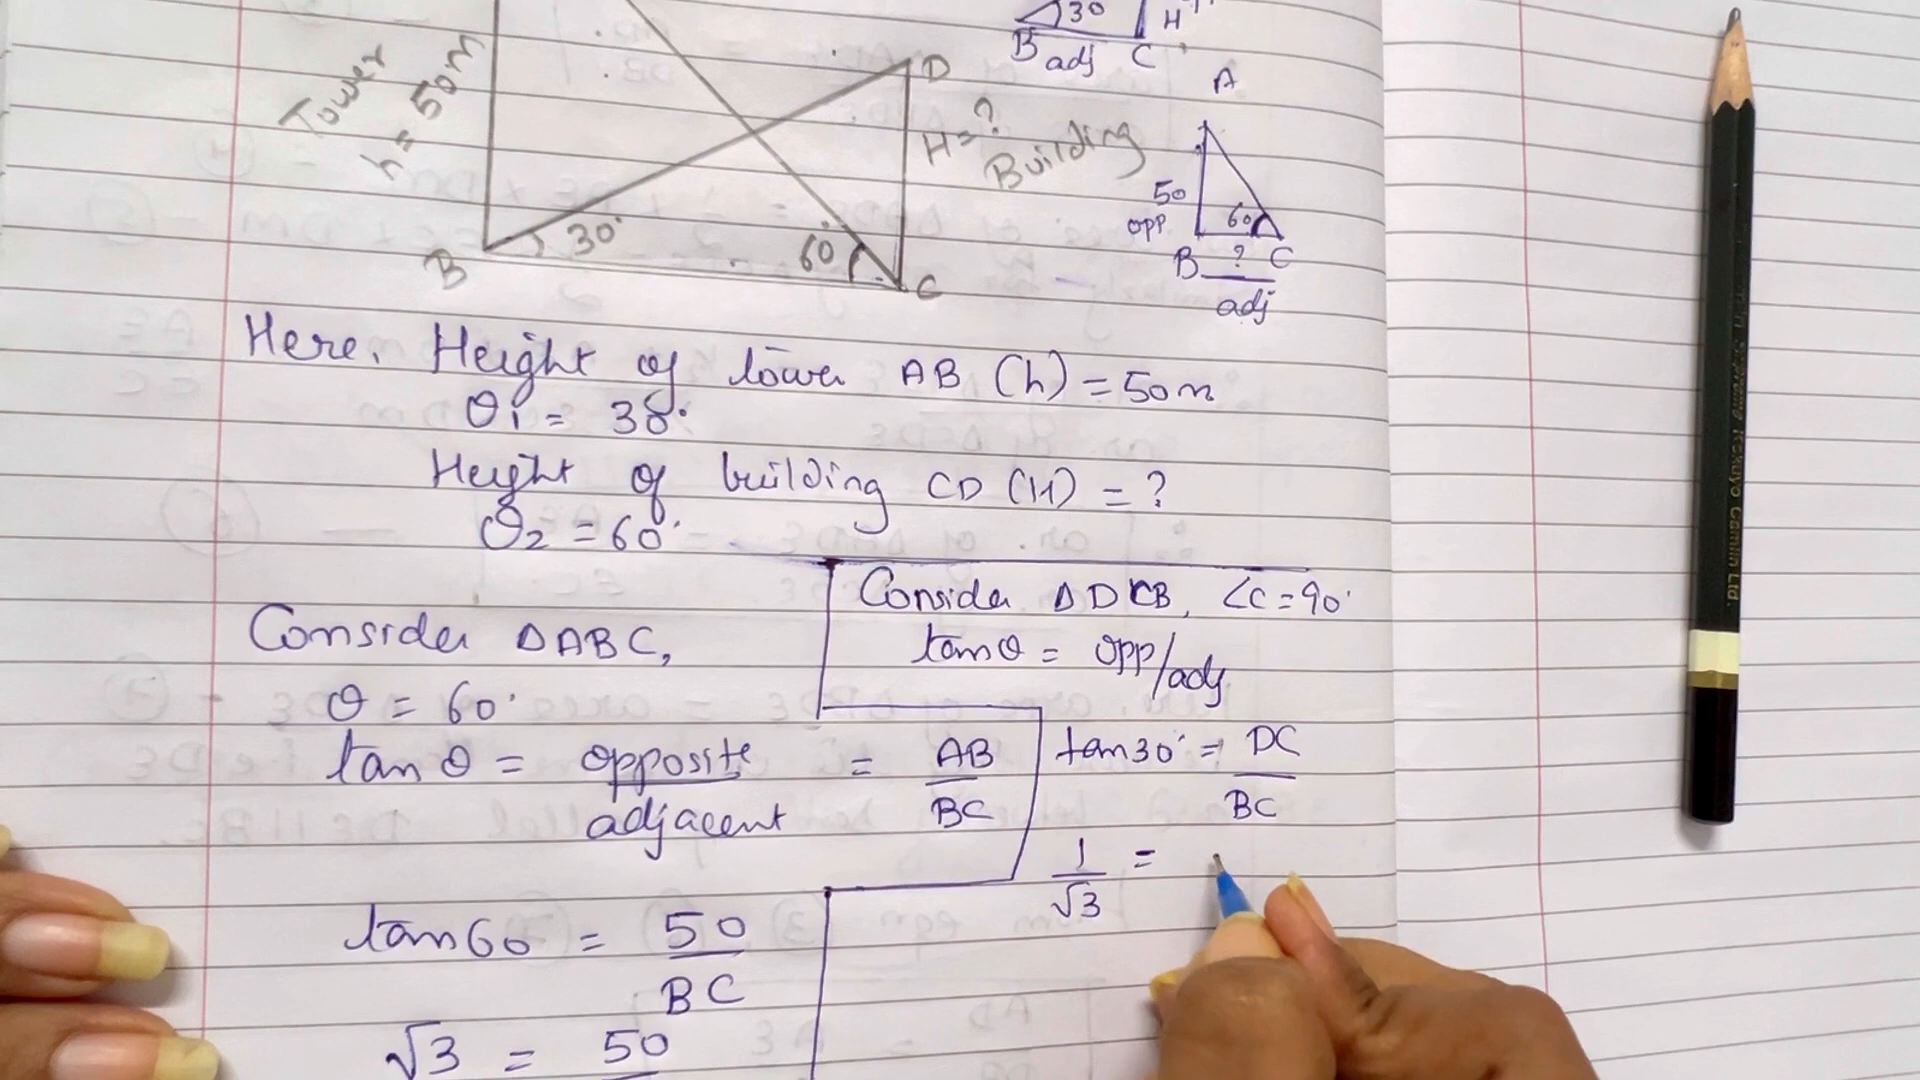 Tower
h = 50m
B
30°
60°
C
D
H = ?
Building
30
H
B
adj
C
A
50
opp
60
B ? C
adj
Here, Height of tower AB (h) = 50m
θ1 = 30°
Height of building CD (H) = ?
θ2 = 60°
Consider ΔABC,
θ = 60°
tan θ = opposite / adjacent = AB / BC
tan 60 = 50 / BC
√3 = 50
Consider ΔDCB, ∠C = 90°
tan θ = opp/adj
tan 30° = DC / BC
1 / √3 =